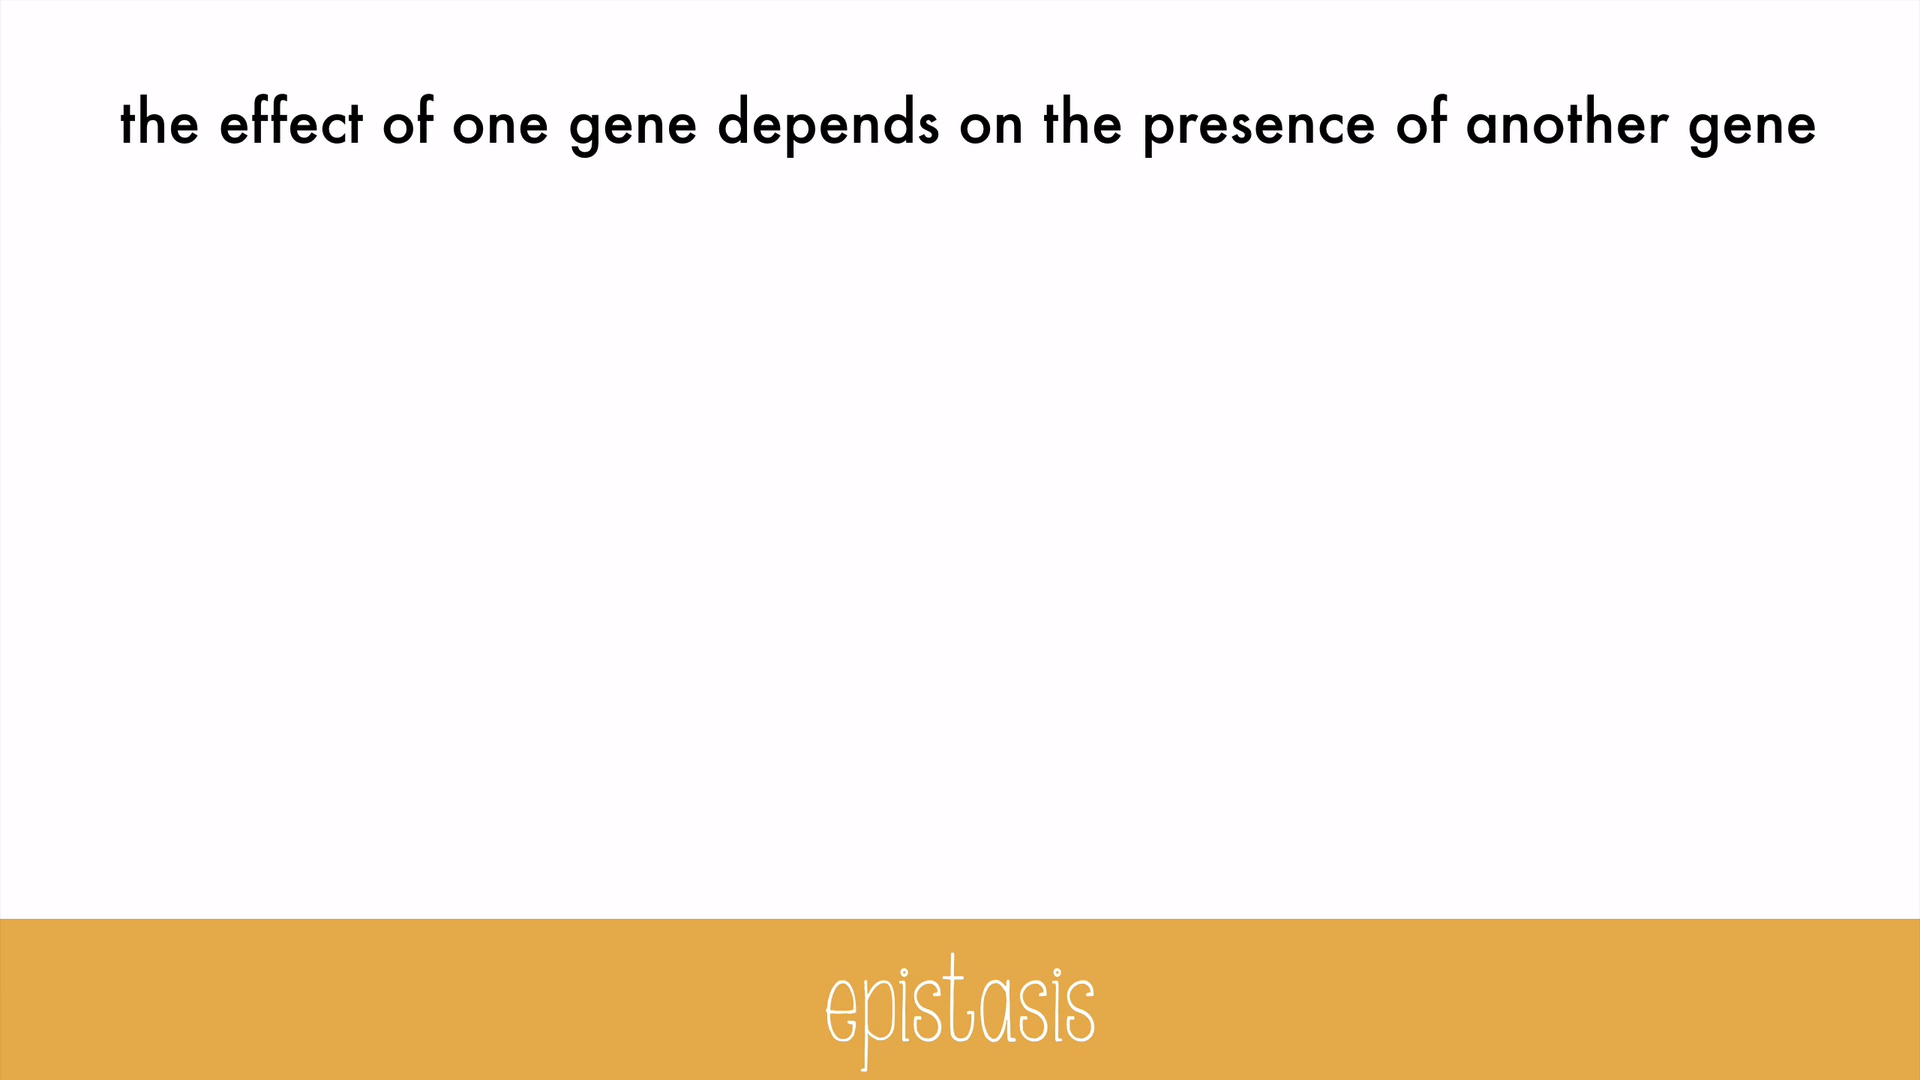 the effect of one gene depends on the presence of another gene
epistasis